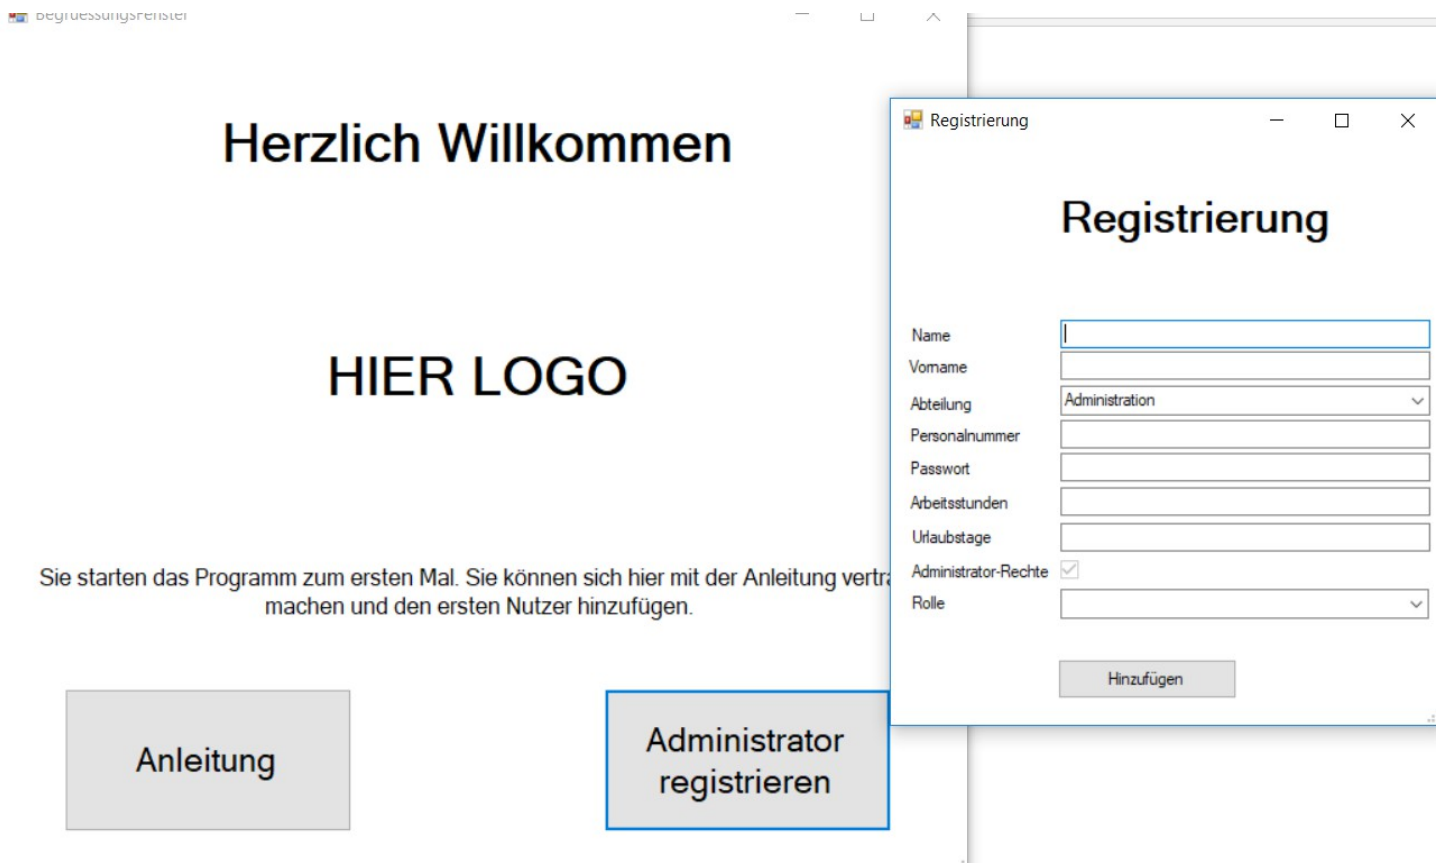 BegruessungsFenster
Herzlich Willkommen
HIER LOGO
Sie starten das Programm zum ersten Mal. Sie können sich hier mit der Anleitung
machen und den ersten Nutzer hinzufügen.
Anleitung
Administrator
registrieren
Registrierung
Registrierung
Name
Vorname
Abteilung
Administration
Personalnummer
Passwort
Arbeitsstunden
Urlaubstage
Administrator-Rechte
Rolle
Hinzufügen